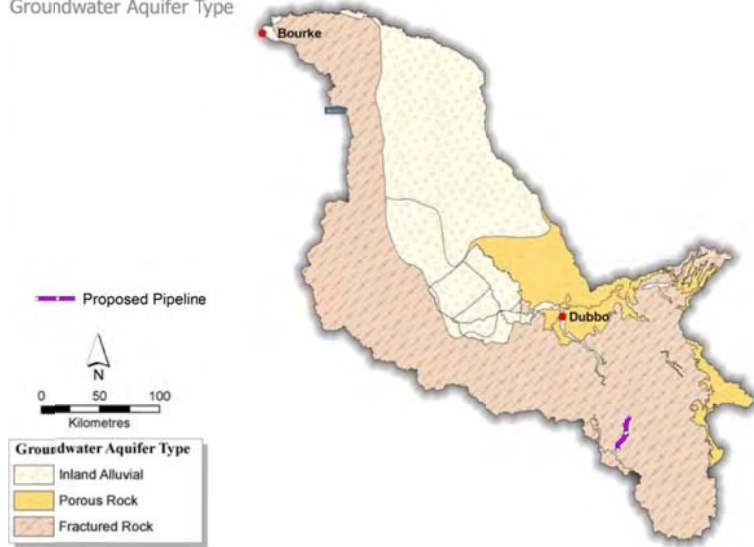 Groundwater Aquifer Type
Bourke
Proposed Pipeline
Dubbo
N
0 50 100
Kilometres
Groundwater Aquifer Type
Inland Alluvial
Porous Rock
Fractured Rock